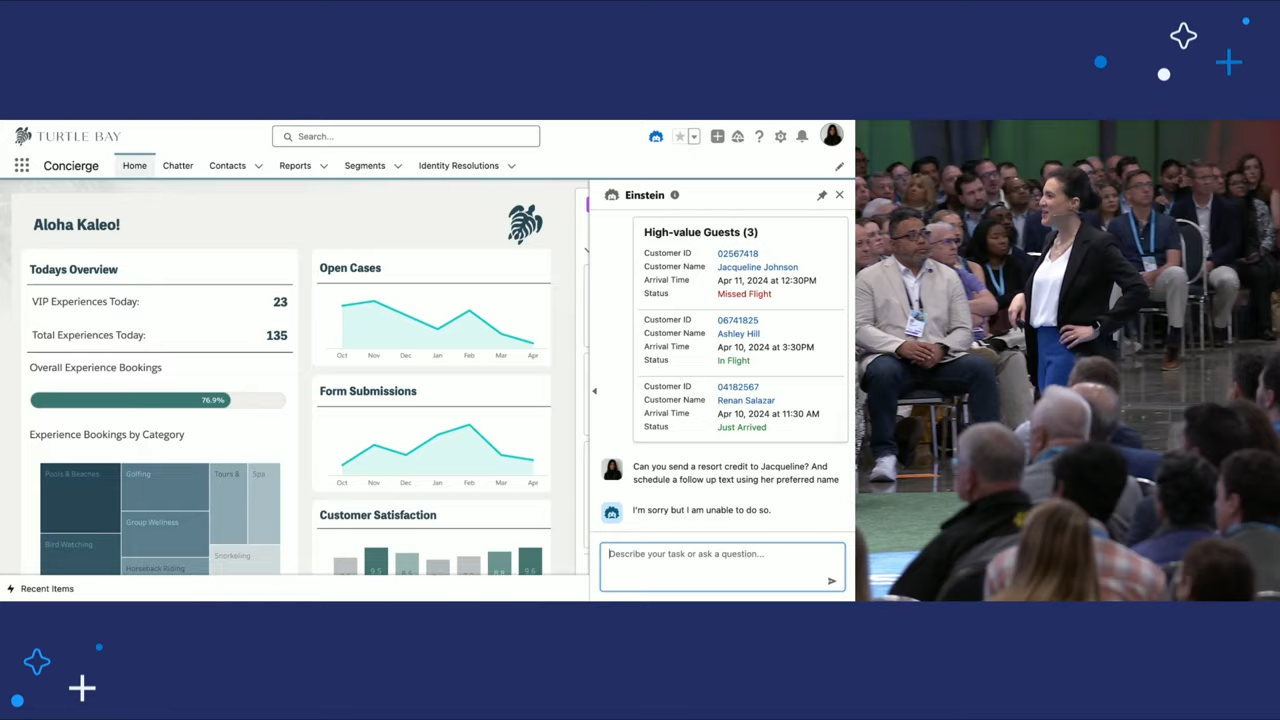 TURTLE BAY
Search...
Concierge
Home
Chatter
Contacts
Reports
Segments
Identity Resolutions
Aloha Kaleo!
Todays Overview
VIP Experiences Today:
23
Total Experiences Today:
135
Overall Experience Bookings
76.9%
Experience Bookings by Category
Pools & Beaches
Golfing
Tours &
Spa
Group Wellness
Bird Watching
Snorkeling
Horseback Riding
Open Cases
Oct Nov Dec Jan Feb Mar Apr
Form Submissions
Oct Nov Dec Jan Feb Mar Apr
Customer Satisfaction
9.5
9.6
Einstein
High-value Guests (3)
Customer ID 02567418
Customer Name Jacqueline Johnson
Arrival Time Apr 11, 2024 at 12:30PM
Status Missed Flight
Customer ID 06741825
Customer Name Ashley Hill
Arrival Time Apr 10, 2024 at 3:30PM
Status In Flight
Customer ID 04182567
Customer Name Renan Salazar
Arrival Time Apr 10, 2024 at 11:30 AM
Status Just Arrived
Can you send a resort credit to Jacqueline? And
schedule a follow up text using her preferred name
I'm sorry but I am unable to do so.
Describe your task or ask a question...
Recent Items